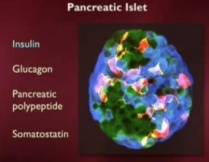 Pancreatic Islet
Insulin
Glucagon
Pancreatic
polypeptide
Somatostatin